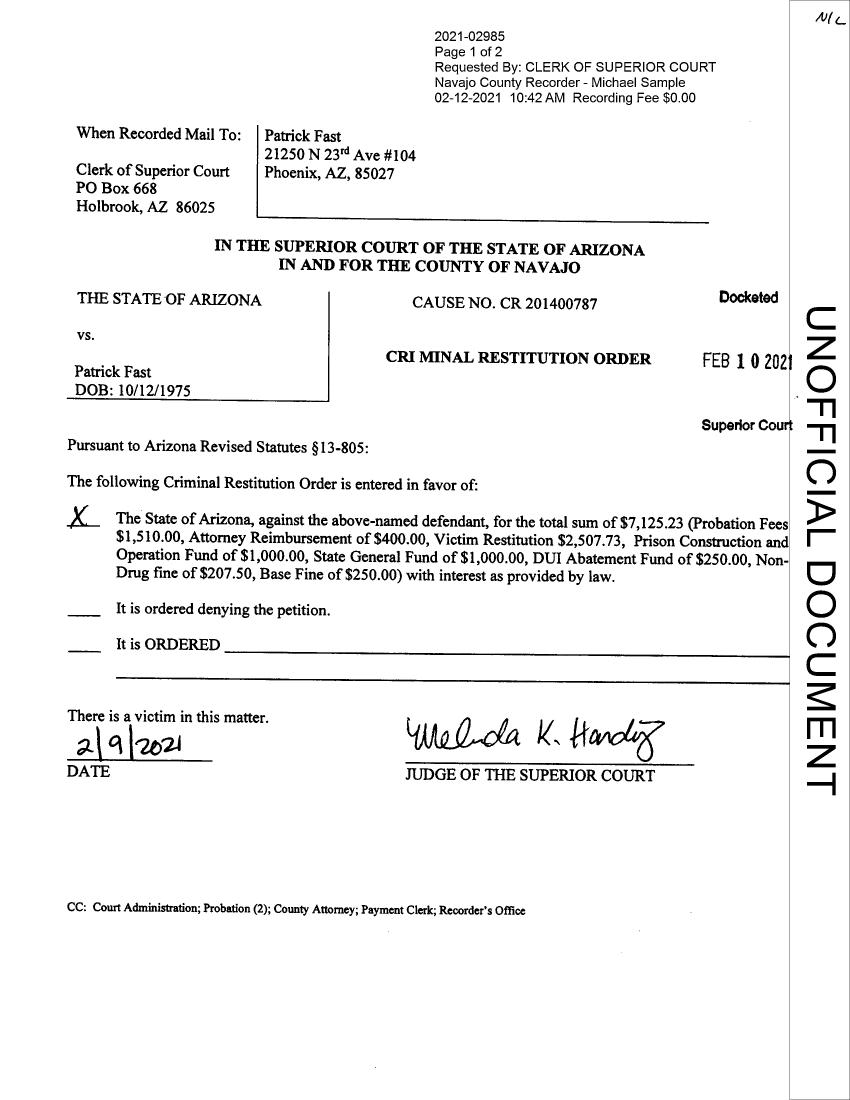 N/C
2021-02985
Page 1 of 2
Requested By: CLERK OF SUPERIOR COURT
Navajo County Recorder - Michael Sample
02-12-2021 10:42 AM Recording Fee $0.00
When Recorded Mail To:
Clerk of Superior Court
PO Box 668
Holbrook, AZ 86025
Patrick Fast
21250 N 23rd Ave #104
Phoenix, AZ, 85027
IN THE SUPERIOR COURT OF THE STATE OF ARIZONA
IN AND FOR THE COUNTY OF NAVAJO
THE STATE OF ARIZONA
vs.
Patrick Fast
DOB: 10/12/1975
CAUSE NO. CR 201400787
CRIMINAL RESTITUTION ORDER
Docketed
FEB 10 2021
Superior Court
Pursuant to Arizona Revised Statutes §13-805:
The following Criminal Restitution Order is entered in favor of:
X The State of Arizona, against the above-named defendant, for the total sum of $7,125.23 (Probation Fees
$1,510.00, Attorney Reimbursement of $400.00, Victim Restitution $2,507.73, Prison Construction and
Operation Fund of $1,000.00, State General Fund of $1,000.00, DUI Abatement Fund of $250.00, Non-
Drug fine of $207.50, Base Fine of $250.00) with interest as provided by law.
It is ordered denying the petition.
It is ORDERED
There is a victim in this matter.
2/9/2021
DATE
Melinda K. Hardy
JUDGE OF THE SUPERIOR COURT
CC: Court Administration; Probation (2); County Attorney; Payment Clerk; Recorder's Office
UNOFFICIAL DOCUMENT